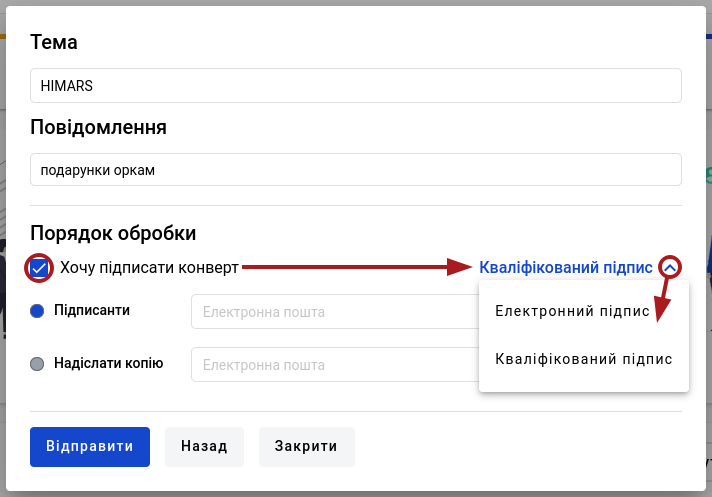 Тема
HIMARS
Повідомлення
подарунки оркам
Порядок обробки
Хочу підписати конверт
Кваліфікований підпис
Підписанти
Електронна пошта
Електронний підпис
Надіслати копію
Електронна пошта
Кваліфікований підпис
Відправити
Назад
Закрити